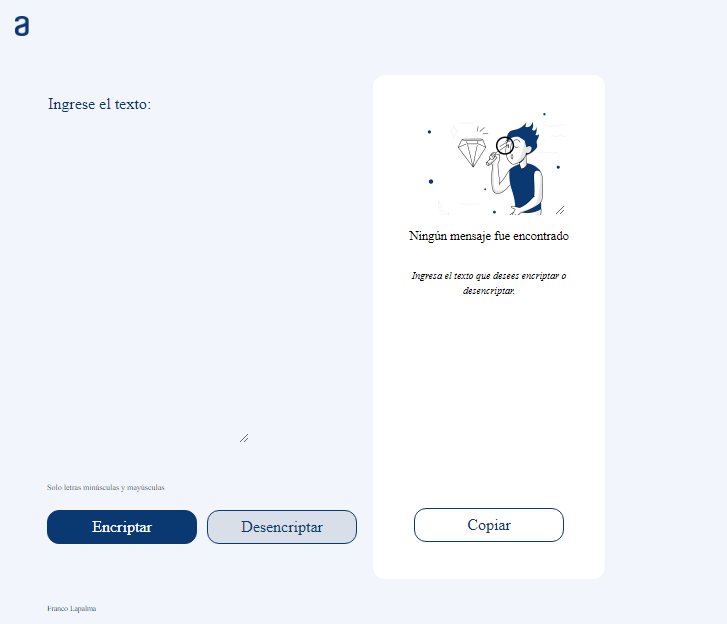 a
Ingrese el texto:
Ningún mensaje fue encontrado
Ingresa el texto que desees encriptar o
desencriptar.
Solo letras minúsculas y mayúsculas
Encriptar
Desencriptar
Copiar
Franco Lapalma